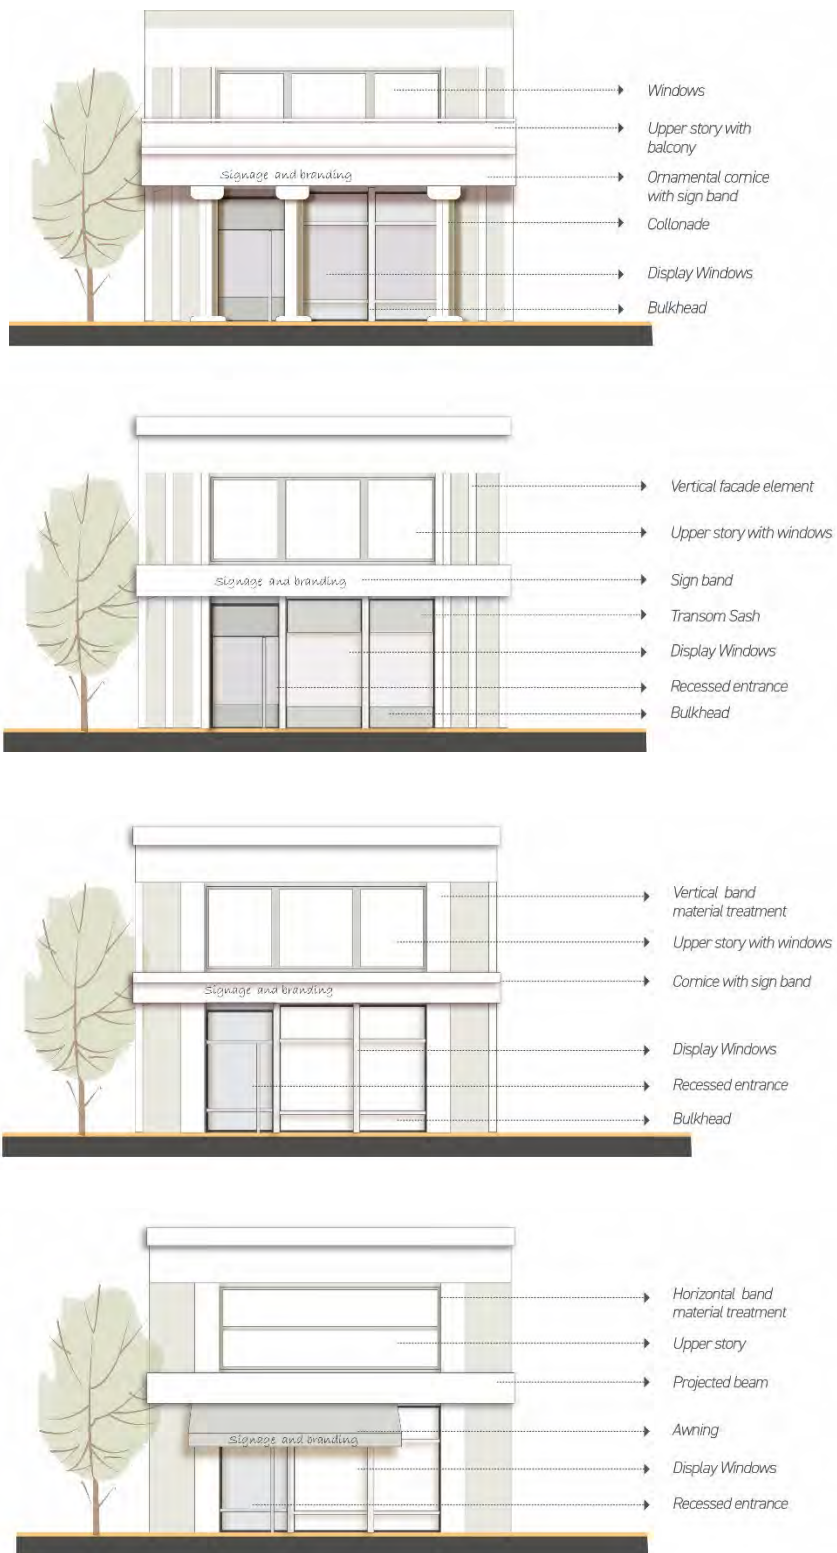 Windows
Upper story with
balcony
Signage and branding
Ornamental cornice
with sign band
Collonade
Display Windows
Bulkhead
Vertical facade element
Upper story with windows
Signage and branding
Sign band
Transom Sash
Display Windows
Recessed entrance
Bulkhead
Vertical band
material treatment
Upper story with windows
Signage and branding
Cornice with sign band
Display Windows
Recessed entrance
Bulkhead
Horizontal band
material treatment
Upper story
Projected beam
Awning
Signage and branding
Display Windows
Recessed entrance